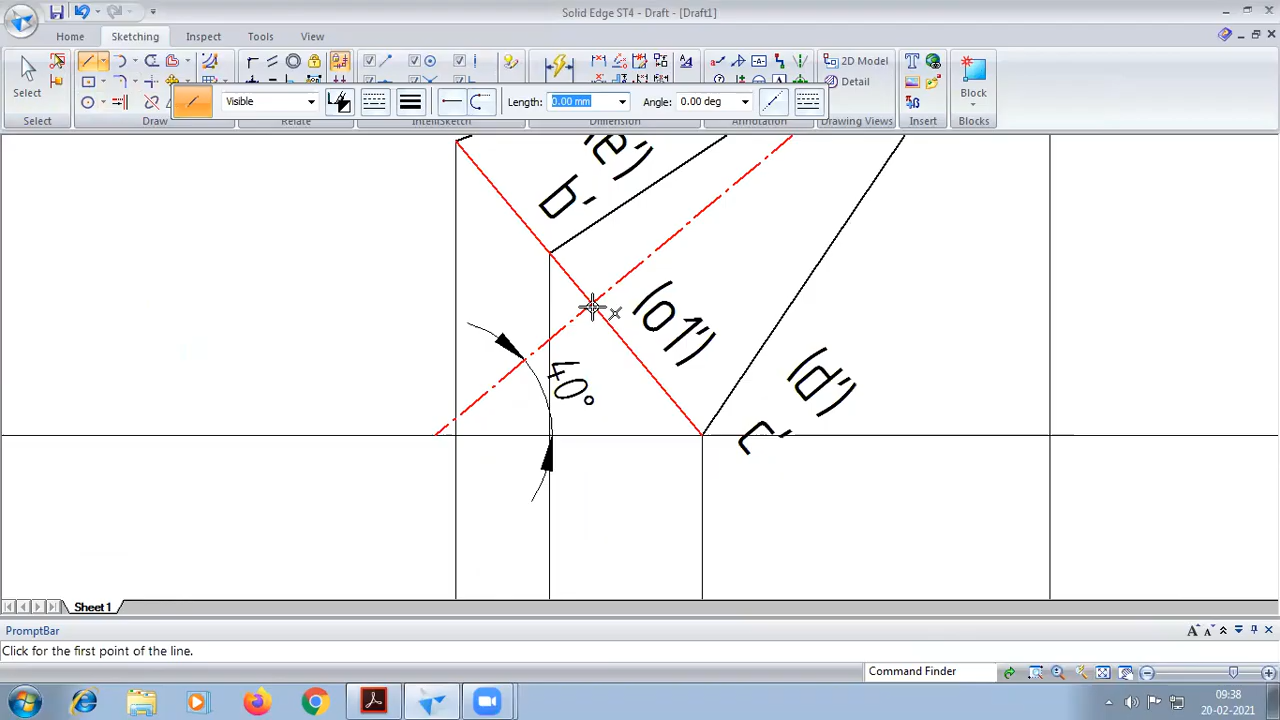 Solid Edge ST4 - Draft - [Draft1]
Home Sketching Inspect Tools View
2D Model
Select
Visible
Length: 0.00 mm
Angle: 0.00 deg
Detail
Block
Select Draw Relate IntelliSketch Dimension Annotation Drawing Views Insert Blocks
(e')
b'
(o1')
40°
(d')
c'
Sheet1
PromptBar
Click for the first point of the line.
Command Finder
09:38
20-02-2021